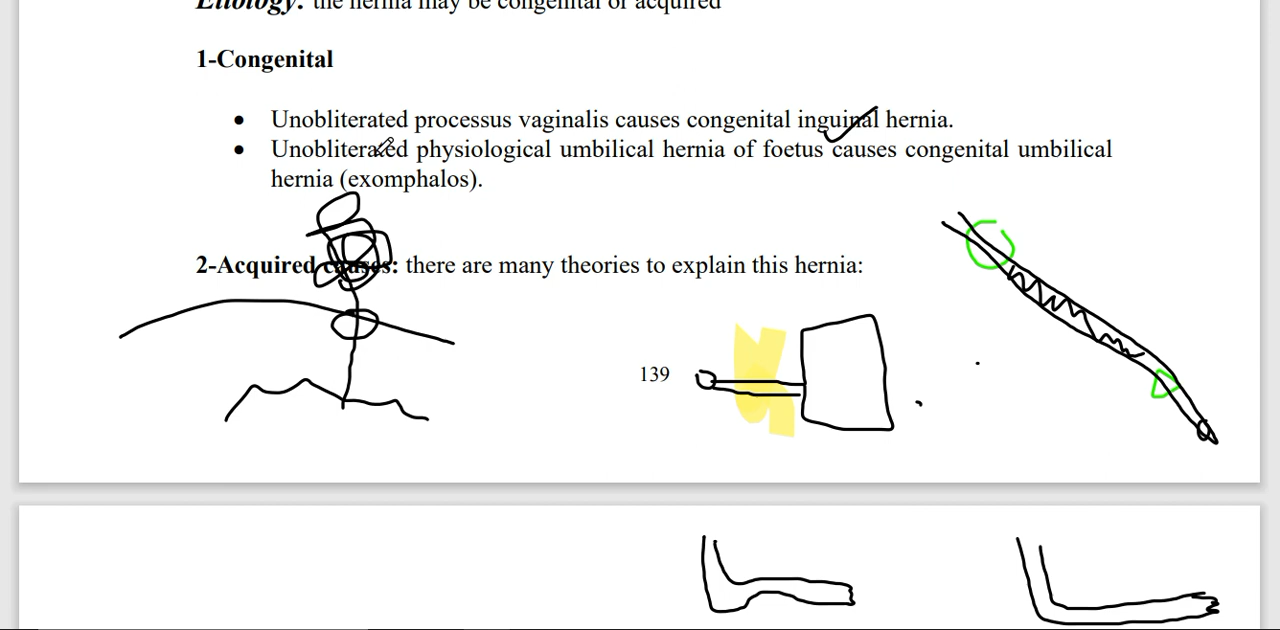 Etiology: the hernia may be congenital or acquired
1-Congenital
• Unobliterated processus vaginalis causes congenital inguinal hernia.
• Unobliterated physiological umbilical hernia of foetus causes congenital umbilical
hernia (exomphalos).
2-Acquired causes: there are many theories to explain this hernia:
139